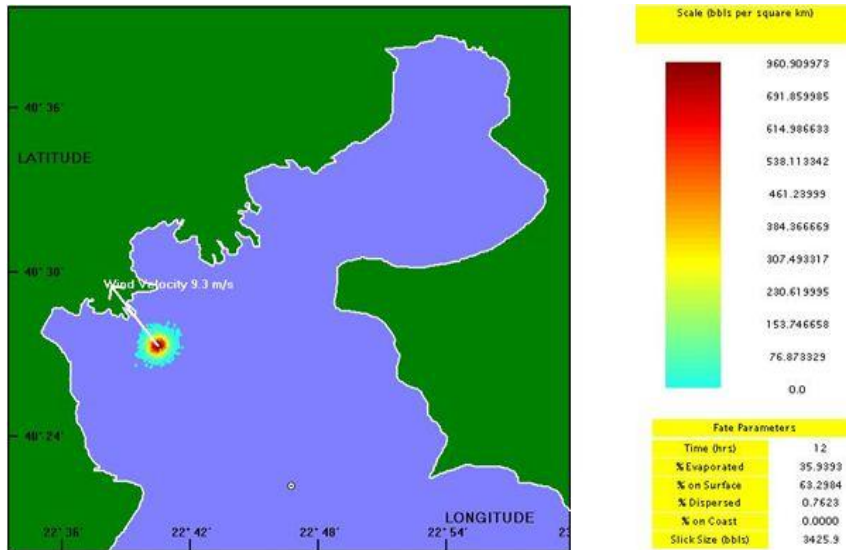 40°36'
LATITUDE
40°30'
Wind Velocity 9.3 m/s
40°24'
LONGITUDE
22°36' 22°42' 22°48' 22°54' 23
Scale (bbls per square km)
960.909973
691.859985
614.986633
538.113342
461.23999
384.366669
307.493317
230.619995
153.746658
76.873329
0.0
Fate Parameters
Time (hrs) 12
% Evaporated 35.9393
% on Surface 63.2984
% Dispersed 0.7623
% on Coast 0.0000
Slick Size (bbls) 3425.9